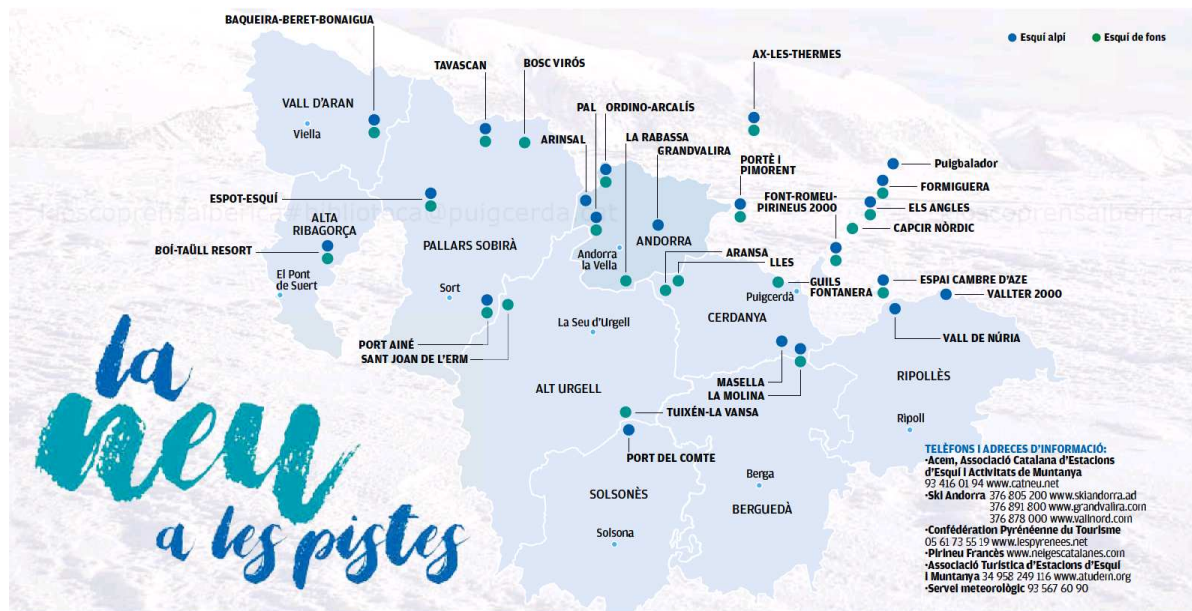 BAQUEIRA-BERET-BONAIGUA
Esquí alpí
Esquí de fons
TAVASCAN
BOSC VIRÓS
AX-LES-THERMES
VALL D'ARAN
Viella
PAL
ORDINO-ARCALÍS
ARINSAL
LA RABASSA
GRANDVALIRA
PORTÈ I
PIMORENT
Puigbalador
FORMIGUERA
ELS ANGLES
CAPCIR NÒRDIC
FONT-ROMEU-
PIRINEUS 2000
ESPOT-ESQUÍ
ALTA
RIBAGORÇA
BOÍ-TAÜLL RESORT
El Pont
de Suert
PALLARS SOBIRÀ
Sort
ANDORRA
Andorra
la Vella
ARANSA
LLES
GUILS
FONTANERA
Puigcerdà
ESPAI CAMBRE D'AZE
VALLTER 2000
VALL DE NÚRIA
CERDANYA
La Seu d'Urgell
PORT AINÉ
SANT JOAN DE L'ERM
ALT URGELL
MASELLA
LA MOLINA
RIPOLLÈS
Ripoll
TUIXÉN-LA VANSA
PORT DEL COMTE
SOLSONÈS
Solsona
Berga
BERGUEDÀ
la
neu
a les pistes
TELÈFONS I ADRECES D'INFORMACIÓ:
•Acem, Associació Catalana d'Estacions
d'Esquí i Activitats de Muntanya
93 416 01 94 www.catneu.net
•Ski Andorra 376 805 200 www.skiandorra.ad
376 891 800 www.grandvalira.com
376 878 000 www.vallnord.com
•Confédération Pyrénéenne du Tourisme
05 61 73 55 19 www.lespyrenees.net
•Pirineu Francès www.neigescatalanes.com
•Associació Turística d'Estacions d'Esquí
i Muntanya 34 958 249 116 www.atudem.org
•Servei meteorològic 93 567 60 90